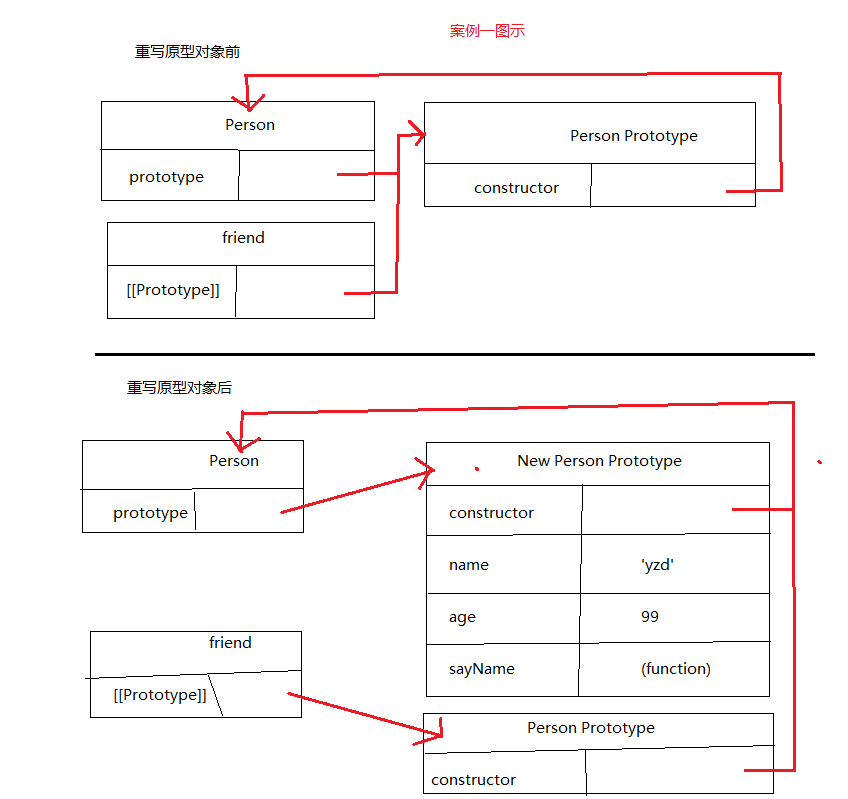 案例一图示
重写原型对象前
Person
prototype
Person Prototype
constructor
friend
[[Prototype]]
重写原型对象后
Person
prototype
New Person Prototype
constructor
name 'yzd'
age 99
sayName (function)
friend
[[Prototype]]
Person Prototype
constructor